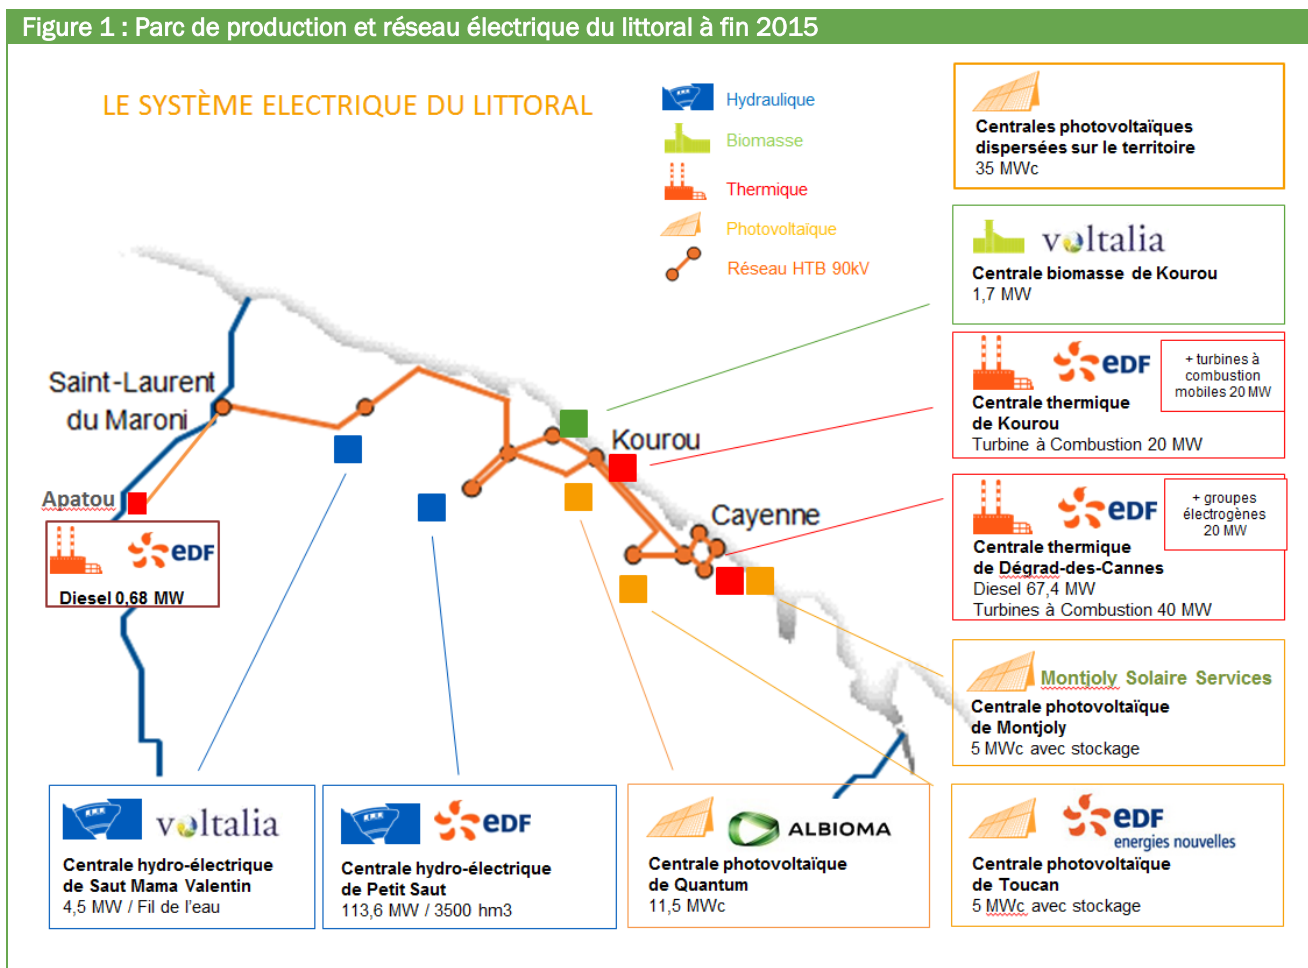 Figure 1 : Parc de production et réseau électrique du littoral à fin 2015
LE SYSTÈME ELECTRIQUE DU LITTORAL
Hydraulique
Biomasse
Thermique
Photovoltaïque
Réseau HTB 90kV
Centrales photovoltaïques
dispersées sur le territoire
35 MWc
voltalia
Centrale biomasse de Kourou
1,7 MW
EDF
+ turbines à
combustion
mobiles 20 MW
Centrale thermique
de Kourou
Turbine à Combustion 20 MW
EDF
+ groupes
électrogènes
20 MW
Centrale thermique
de Dégrad-des-Cannes
Diesel 67,4 MW
Turbines à Combustion 40 MW
Montjoly Solaire Services
Centrale photovoltaïque
de Montjoly
5 MWc avec stockage
Saint-Laurent
du Maroni
Kourou
Cayenne
Apatou
EDF
Diesel 0,68 MW
voltalia
Centrale hydro-électrique
de Saut Mama Valentin
4,5 MW / Fil de l'eau
EDF
Centrale hydro-électrique
de Petit Saut
113,6 MW / 3500 hm3
ALBIOMA
Centrale photovoltaïque
de Quantum
11,5 MWc
EDF
energies nouvelles
Centrale photovoltaïque
de Toucan
5 MWc avec stockage